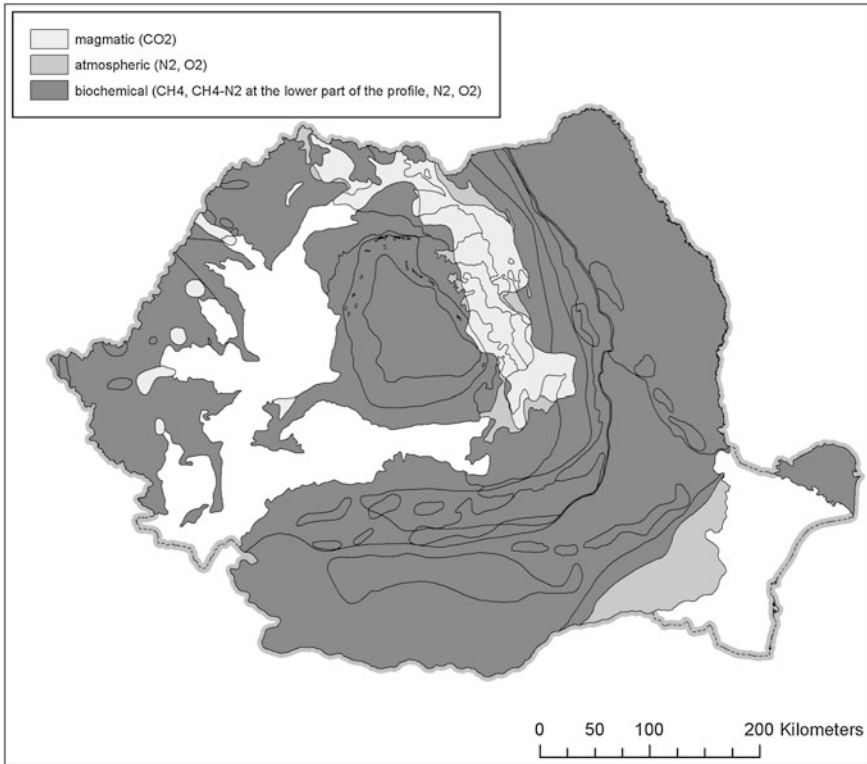 magmatic (CO2)
atmospheric (N2, O2)
biochemical (CH4, CH4-N2 at the lower part of the profile, N2, O2)
0 50 100 200 Kilometers